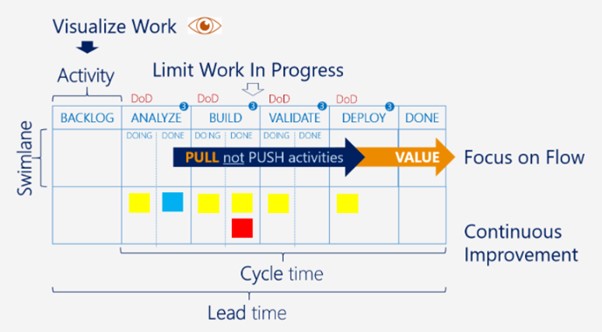 Visualize Work
Activity
Limit Work In Progress
DoD DoD DoD DoD
BACKLOG ANALYZE 3 BUILD 3 VALIDATE 3 DEPLOY 3 DONE
DOING DONE DOING DONE DOING DONE
Swimlane
PULL not PUSH activities VALUE
Focus on Flow
Continuous
Improvement
Cycle time
Lead time